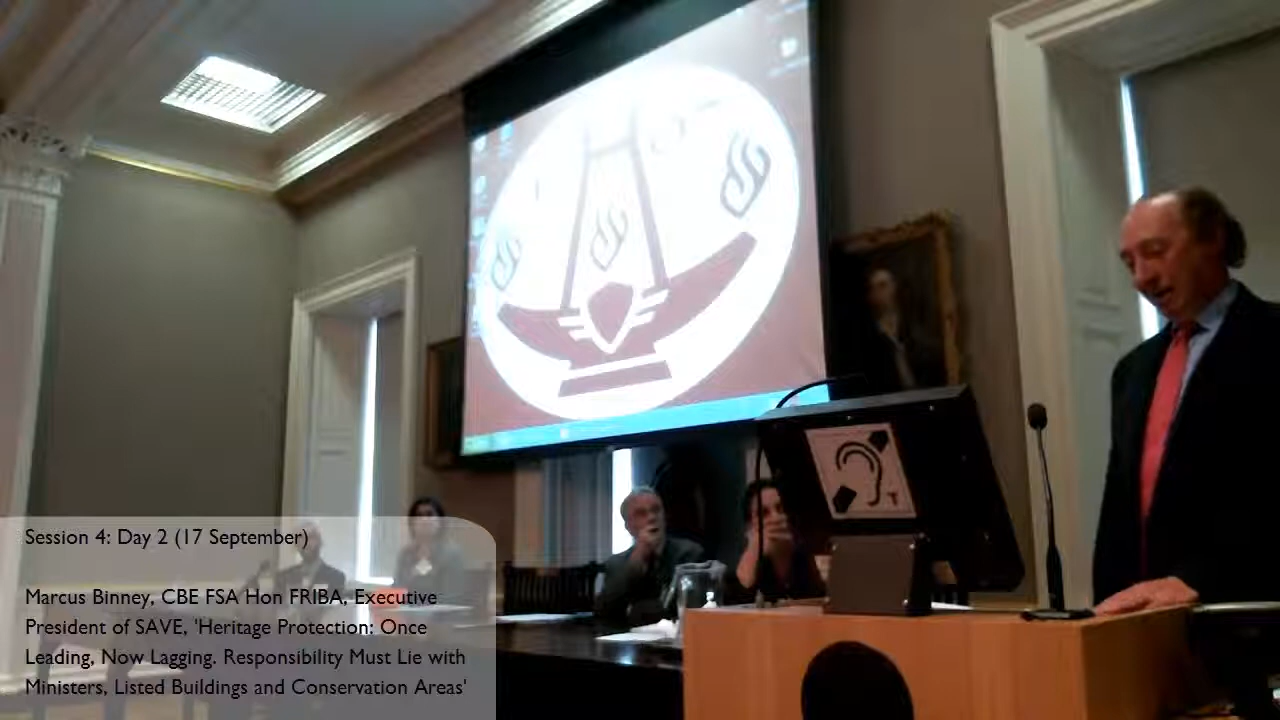 T
Session 4: Day 2 (17 September)
Marcus Binney, CBE FSA Hon FRIBA, Executive
President of SAVE, 'Heritage Protection: Once
Leading, Now Lagging. Responsibility Must Lie with
Ministers, Listed Buildings and Conservation Areas'